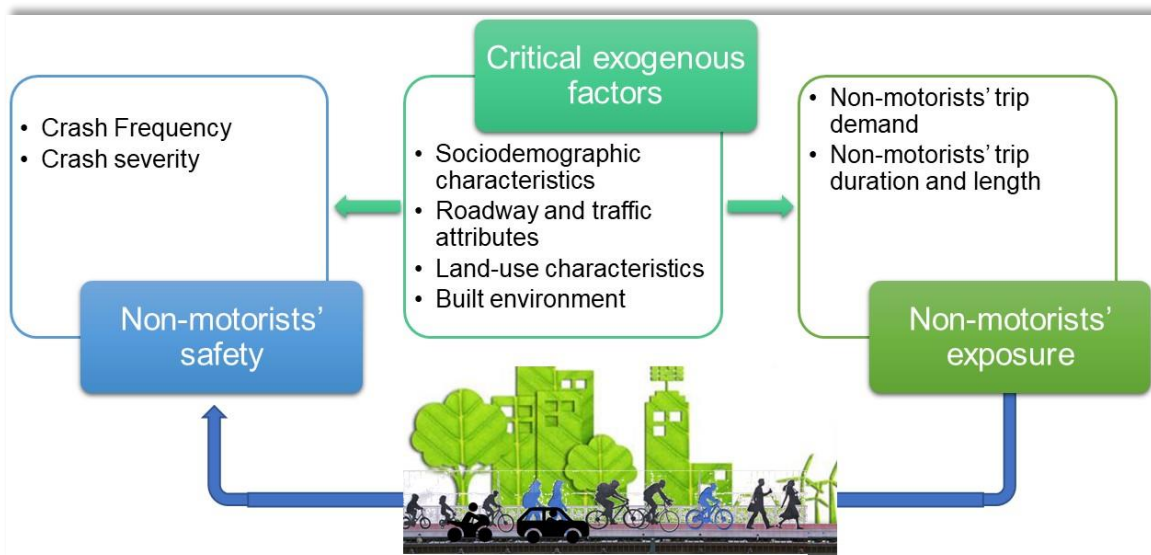 • Crash Frequency
• Crash severity
Non-motorists’
safety
Critical exogenous
factors
• Sociodemographic
characteristics
• Roadway and traffic
attributes
• Land-use characteristics
• Built environment
• Non-motorists’ trip
demand
• Non-motorists’ trip
duration and length
Non-motorists’
exposure